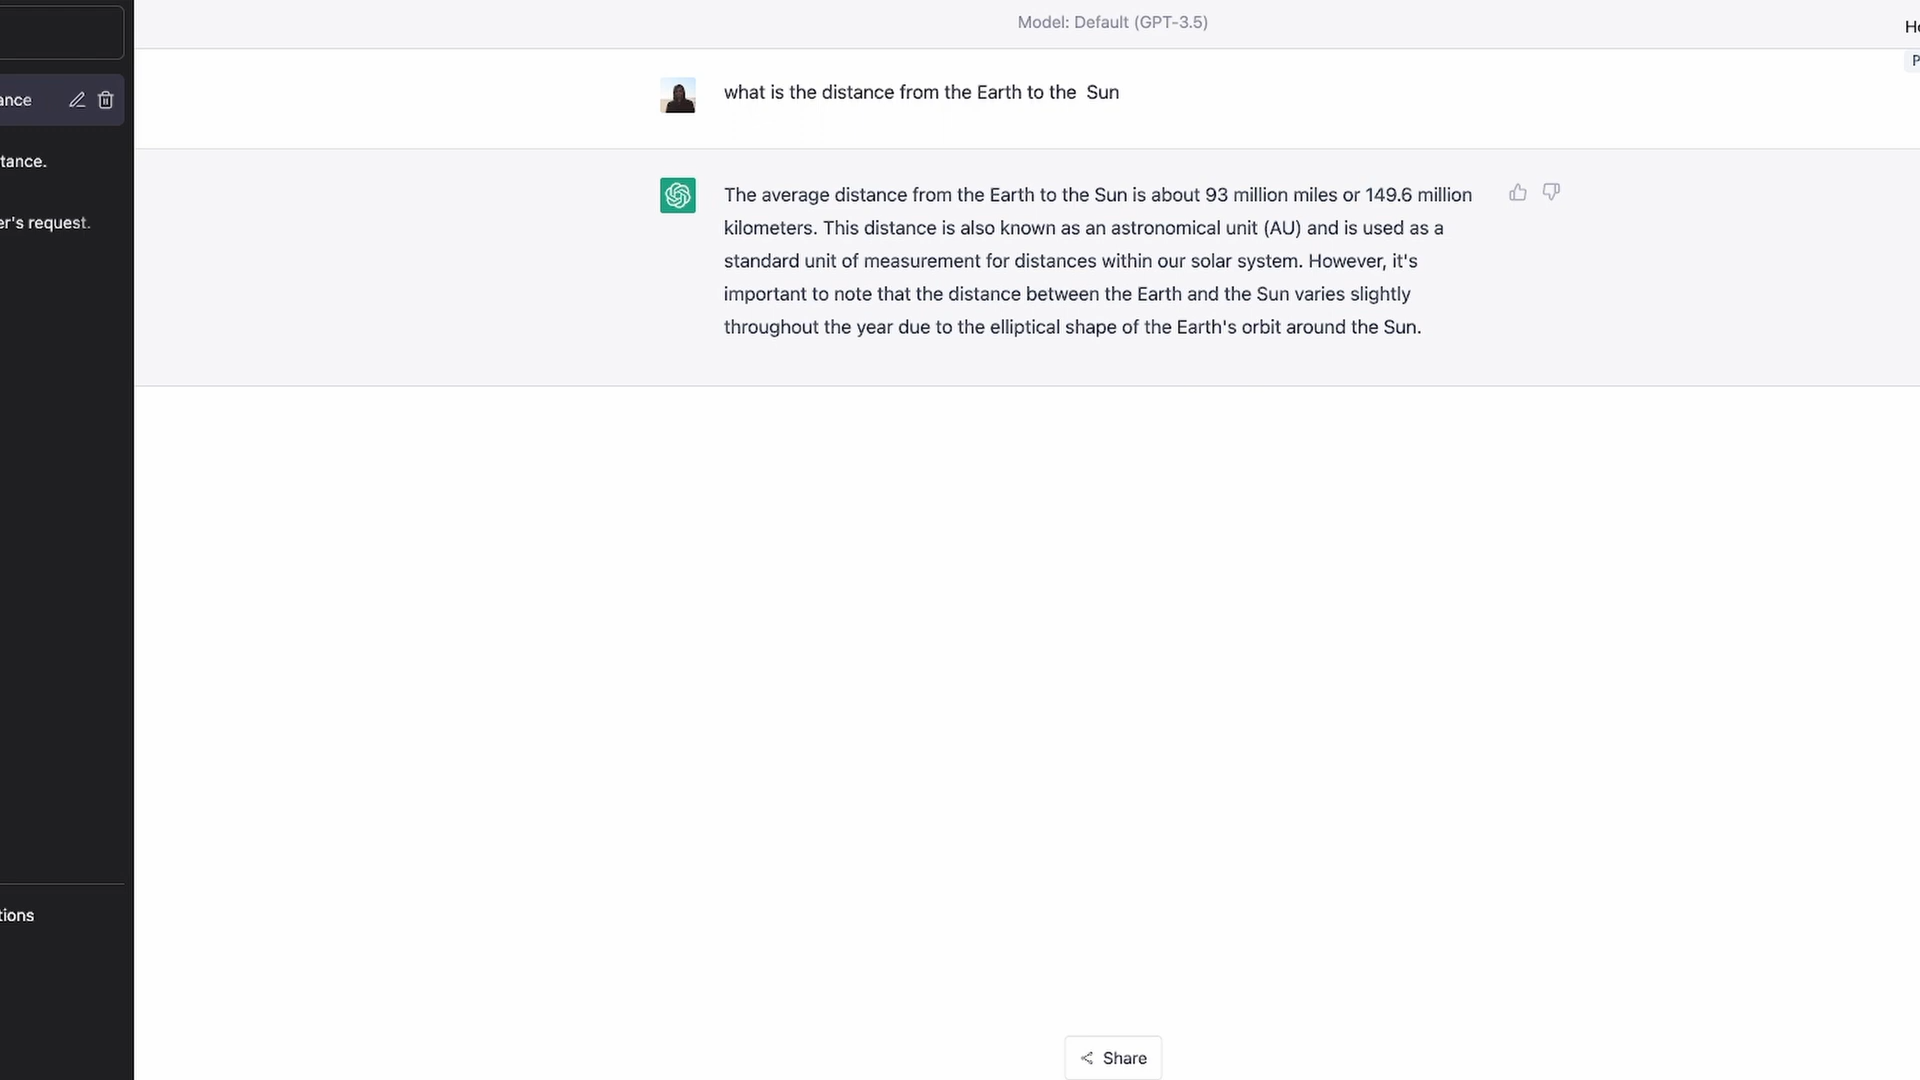 Model: Default (GPT-3.5)
what is the distance from the Earth to the  Sun
The average distance from the Earth to the Sun is about 93 million miles or 149.6 million
kilometers. This distance is also known as an astronomical unit (AU) and is used as a
standard unit of measurement for distances within our solar system. However, it's
important to note that the distance between the Earth and the Sun varies slightly
throughout the year due to the elliptical shape of the Earth's orbit around the Sun.
ance
tance.
er's request.
tions
Share